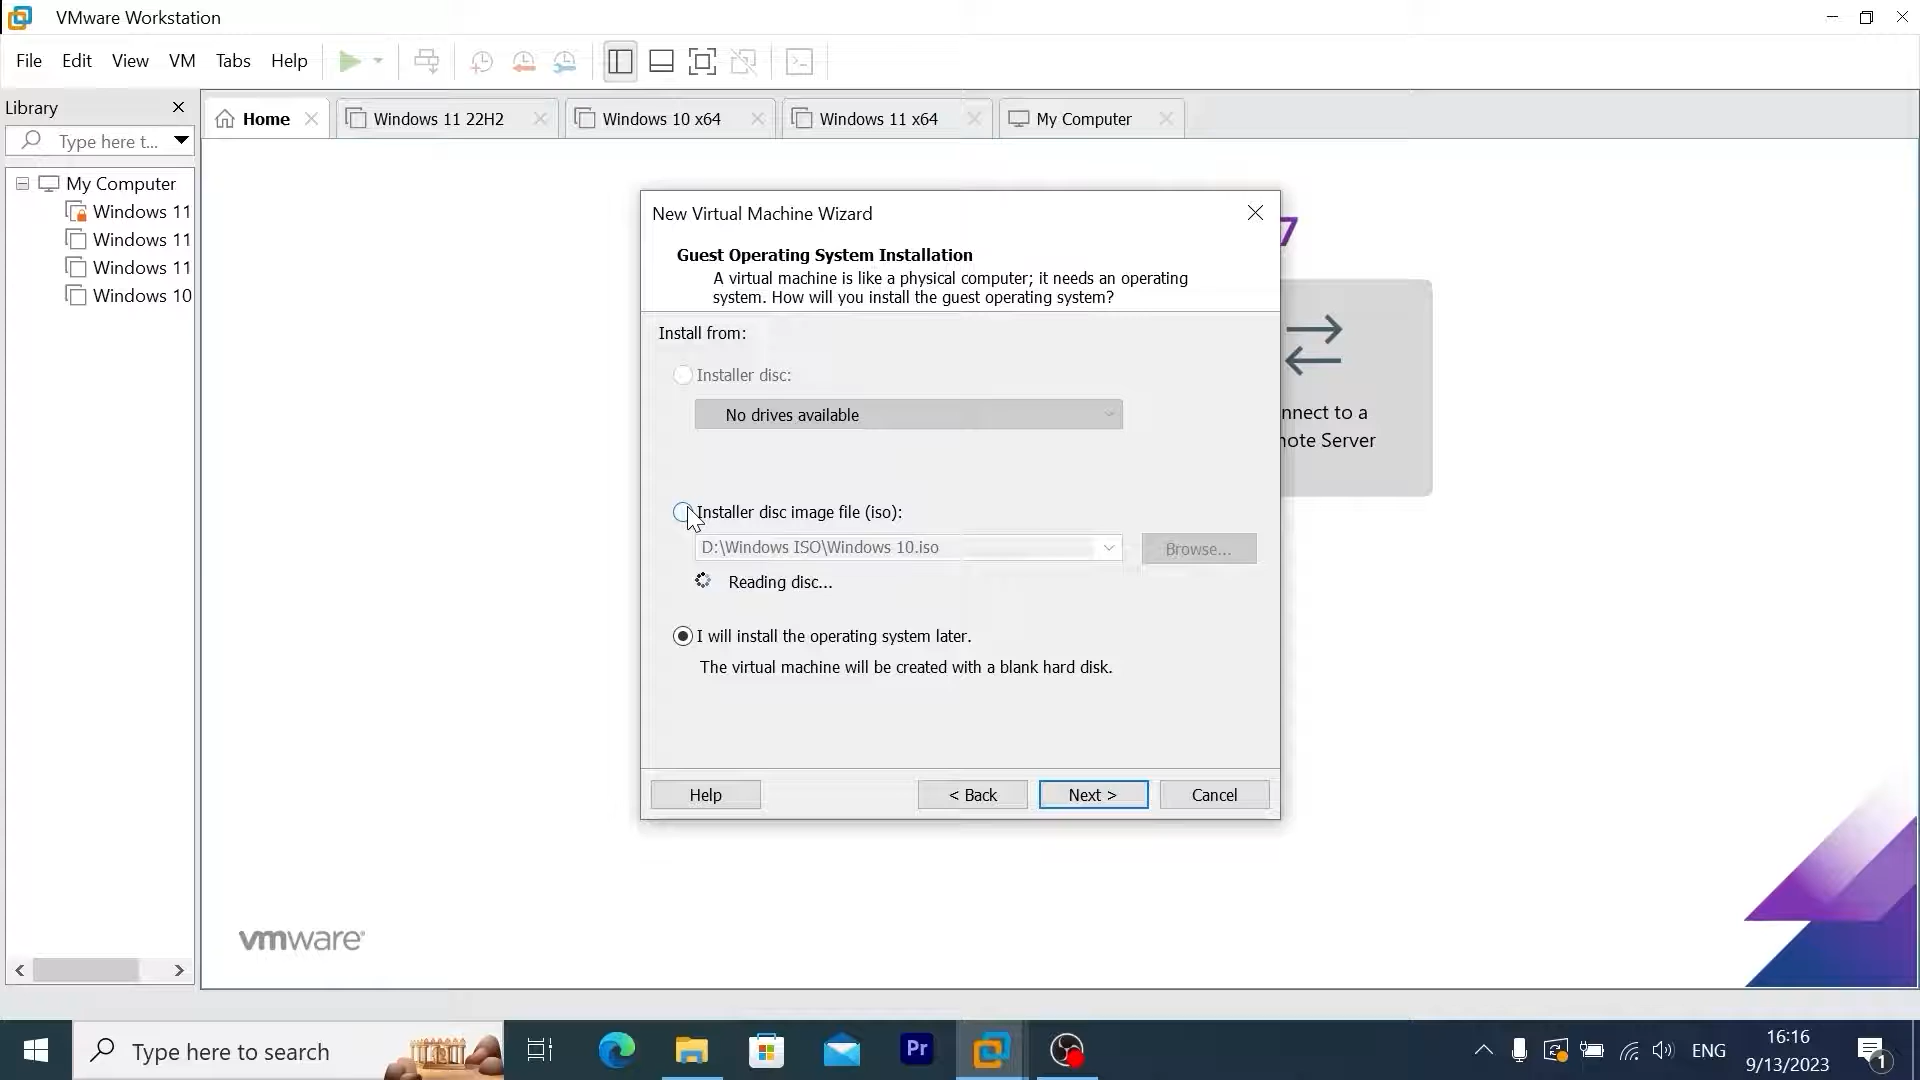 VMware Workstation
File Edit View VM Tabs Help
Library
Home
Windows 11 22H2
Windows 10 x64
Windows 11 x64
My Computer
Type here t...
My Computer
Windows 11
Windows 11
Windows 11
Windows 10
New Virtual Machine Wizard
7
Guest Operating System Installation
A virtual machine is like a physical computer; it needs an operating
system. How will you install the guest operating system?
Install from:
Installer disc:
No drives available
nnect to a
note Server
Installer disc image file (iso):
D:\Windows ISO\Windows 10.iso
Browse...
Reading disc...
I will install the operating system later.
The virtual machine will be created with a blank hard disk.
Help
< Back
Next >
Cancel
vmware
Type here to search
Pr
ENG
16:16
9/13/2023
1